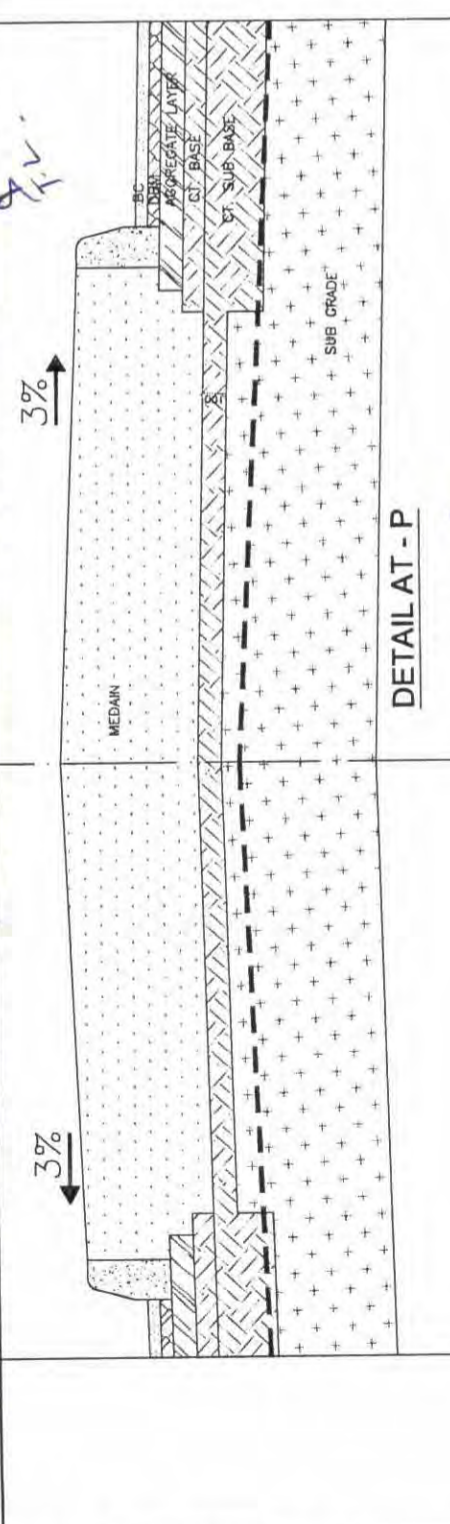 3%
3%
MEDAIN
BC
DBM
AGGREGATE LAYER
CT BASE
CT SUB BASE
SUB GRADE
DETAIL AT - P